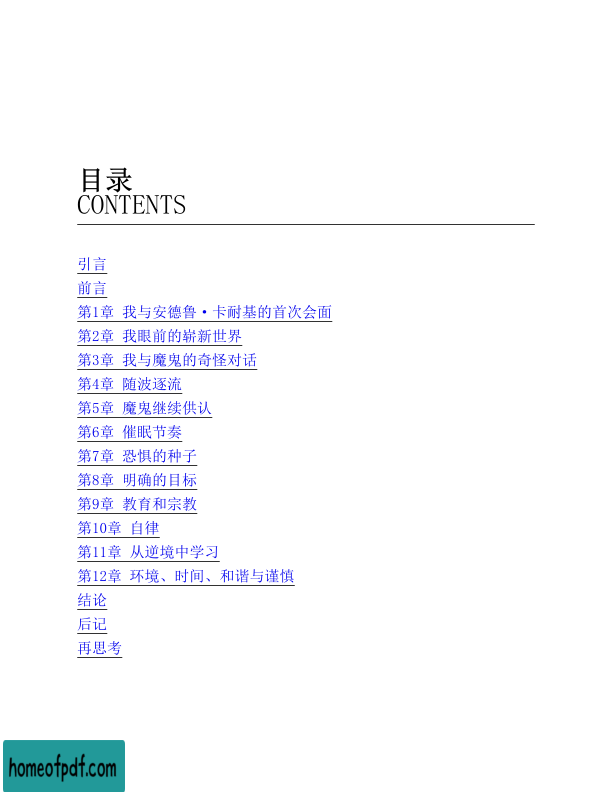 目录
CONTENTS
引言
前言
第1章 我与安德鲁·卡耐基的首次会面
第2章 我眼前的崭新世界
第3章 我与魔鬼的奇怪对话
第4章 随波逐流
第5章 魔鬼继续供认
第6章 催眠节奏
第7章 恐惧的种子
第8章 明确的目标
第9章 教育和宗教
第10章 自律
第11章 从逆境中学习
第12章 环境、时间、和谐与谨慎
结论
后记
再思考
homeofpdf.com